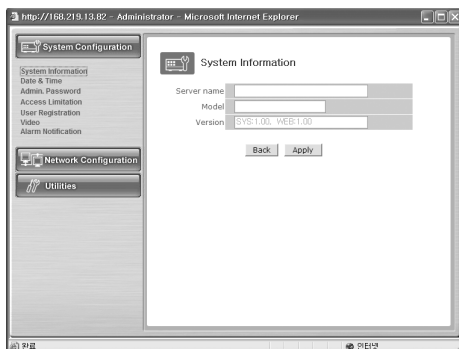 http://168.219.13.82 - Administrator - Microsoft Internet Explorer
System Configuration
System Information
Date & Time
Admin. Password
Access Limitation
User Registration
Video
Alarm Notification
Network Configuration
Utilities
System Information
Server name
Model
Version SYS:1.00, WEB:1.00
Back Apply
완료 인터넷